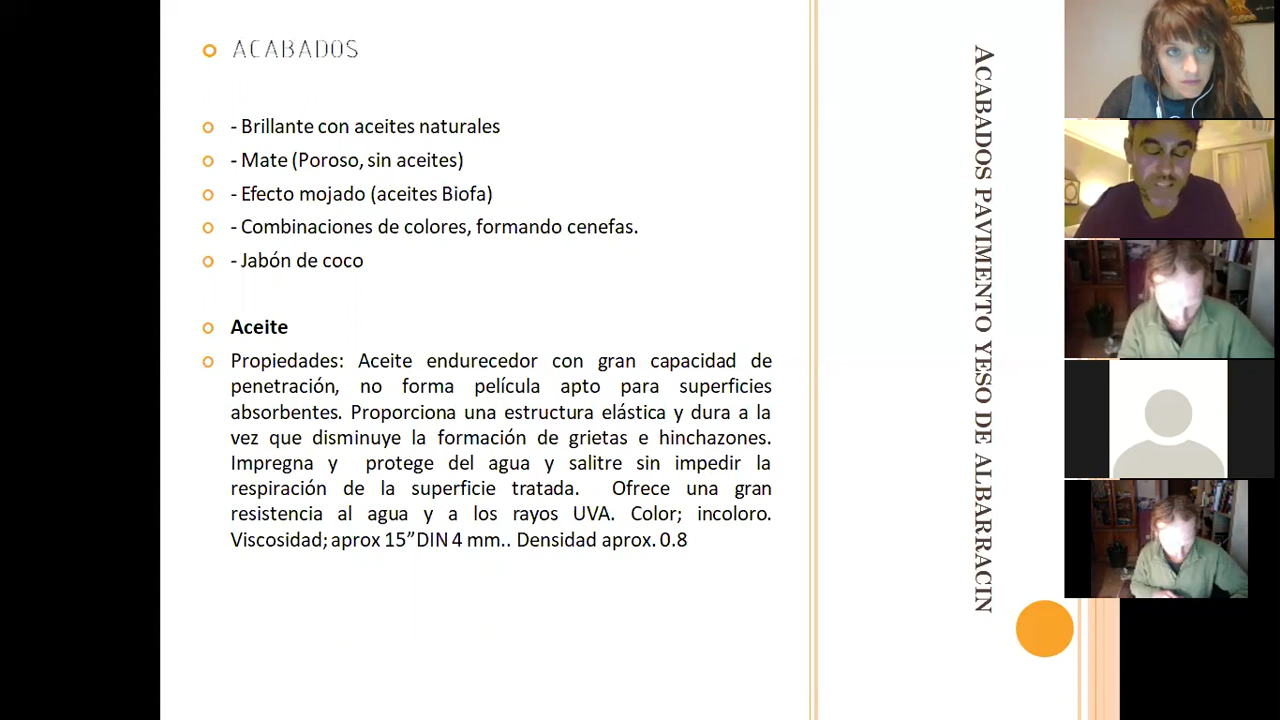 ACABADOS
- Brillante con aceites naturales
- Mate (Poroso, sin aceites)
- Efecto mojado (aceites Biofa)
- Combinaciones de colores, formando cenefas.
- Jabón de coco
Aceite
Propiedades: Aceite endurecedor con gran capacidad de
penetración, no forma película apto para superficies
absorbentes. Proporciona una estructura elástica y dura a la
vez que disminuye la formación de grietas e hinchazones.
Impregna y protege del agua y salitre sin impedir la
respiración de la superficie tratada. Ofrece una gran
resistencia al agua y a los rayos UVA. Color; incoloro.
Viscosidad; aprox 15”DIN 4 mm.. Densidad aprox. 0.8
ACABADOS PAVIMENTO YESO DE ALBARRACIN